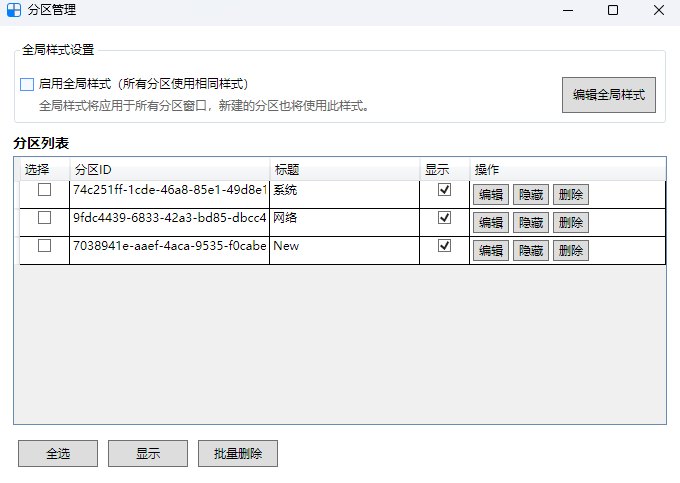 分区管理
全局样式设置
启用全局样式（所有分区使用相同样式）
全局样式将应用于所有分区窗口，新建的分区也将使用此样式。
编辑全局样式
分区列表
选择 分区ID 标题 显示 操作
74c251ff-1cde-46a8-85e1-49d8e1 系统 编辑 隐藏 删除
9fdc4439-6833-42a3-bd85-dbcc4 网络 编辑 隐藏 删除
7038941e-aaef-4aca-9535-f0cabe New 编辑 隐藏 删除
全选 显示 批量删除